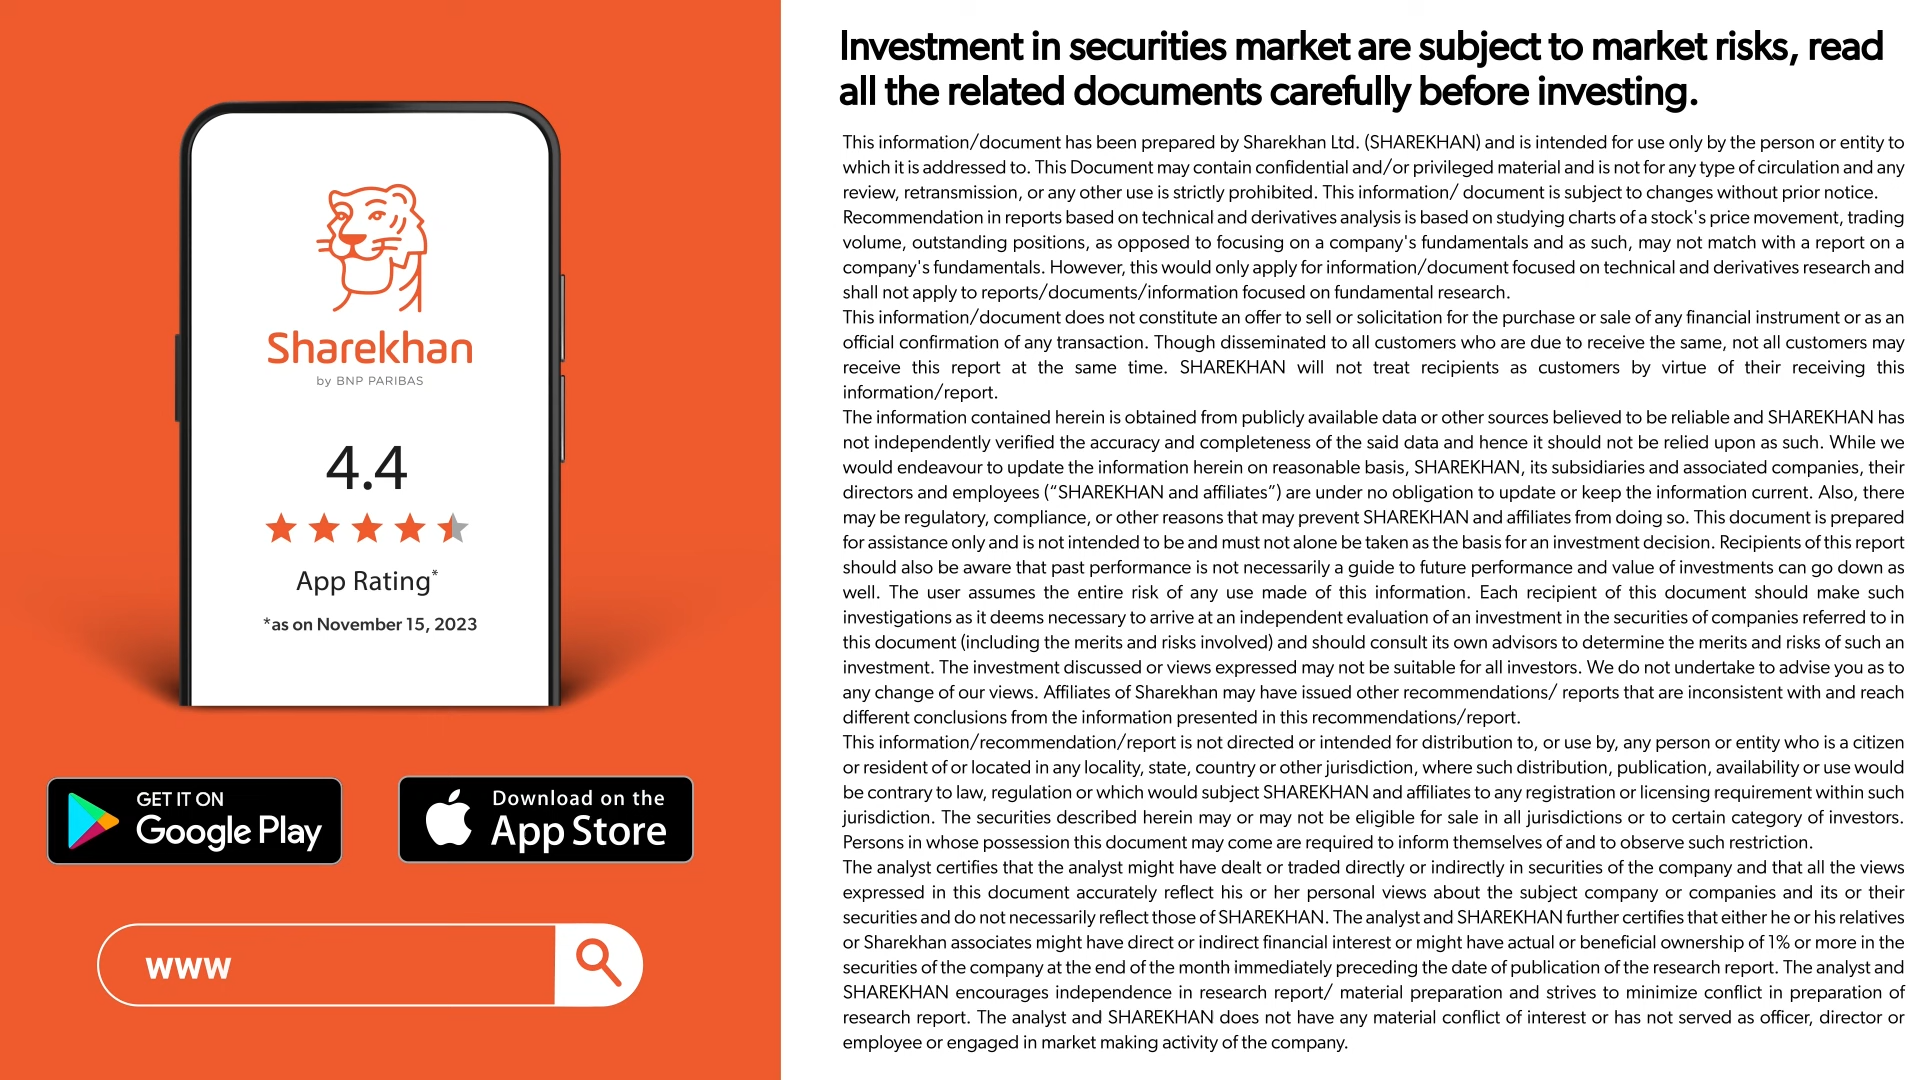 Sharekhan
by BNP PARIBAS
4.4
App Rating*
*as on November 15, 2023
GET IT ON
Google Play
Download on the
App Store
www
Investment in securities market are subject to market risks, read
all the related documents carefully before investing.
This information/document has been prepared by Sharekhan Ltd. (SHAREKHAN) and is intended for use only by the person or entity to
which it is addressed to. This Document may contain confidential and/or privileged material and is not for any type of circulation and any
review, retransmission, or any other use is strictly prohibited. This information/ document is subject to changes without prior notice.
Recommendation in reports based on technical and derivatives analysis is based on studying charts of a stock's price movement, trading
volume, outstanding positions, as opposed to focusing on a company's fundamentals and as such, may not match with a report on a
company's fundamentals. However, this would only apply for information/document focused on technical and derivatives research and
shall not apply to reports/documents/information focused on fundamental research.
This information/document does not constitute an offer to sell or solicitation for the purchase or sale of any financial instrument or as an
official confirmation of any transaction. Though disseminated to all customers who are due to receive the same, not all customers may
receive this report at the same time. SHAREKHAN will not treat recipients as customers by virtue of their receiving this
information/report.
The information contained herein is obtained from publicly available data or other sources believed to be reliable and SHAREKHAN has
not independently verified the accuracy and completeness of the said data and hence it should not be relied upon as such. While we
would endeavour to update the information herein on reasonable basis, SHAREKHAN, its subsidiaries and associated companies, their
directors and employees (“SHAREKHAN and affiliates”) are under no obligation to update or keep the information current. Also, there
may be regulatory, compliance, or other reasons that may prevent SHAREKHAN and affiliates from doing so. This document is prepared
for assistance only and is not intended to be and must not alone be taken as the basis for an investment decision. Recipients of this report
should also be aware that past performance is not necessarily a guide to future performance and value of investments can go down as
well. The user assumes the entire risk of any use made of this information. Each recipient of this document should make such
investigations as it deems necessary to arrive at an independent evaluation of an investment in the securities of companies referred to in
this document (including the merits and risks involved) and should consult its own advisors to determine the merits and risks of such an
investment. The investment discussed or views expressed may not be suitable for all investors. We do not undertake to advise you as to
any change of our views. Affiliates of Sharekhan may have issued other recommendations/ reports that are inconsistent with and reach
different conclusions from the information presented in this recommendations/report.
This information/recommendation/report is not directed or intended for distribution to, or use by, any person or entity who is a citizen
or resident of or located in any locality, state, country or other jurisdiction, where such distribution, publication, availability or use would
be contrary to law, regulation or which would subject SHAREKHAN and affiliates to any registration or licensing requirement within such
jurisdiction. The securities described herein may or may not be eligible for sale in all jurisdictions or to certain category of investors.
Persons in whose possession this document may come are required to inform themselves of and to observe such restriction.
The analyst certifies that the analyst might have dealt or traded directly or indirectly in securities of the company and that all the views
expressed in this document accurately reflect his or her personal views about the subject company or companies and its or their
securities and do not necessarily reflect those of SHAREKHAN. The analyst and SHAREKHAN further certifies that either he or his relatives
or Sharekhan associates might have direct or indirect financial interest or might have actual or beneficial ownership of 1% or more in the
securities of the company at the end of the month immediately preceding the date of publication of the research report. The analyst and
SHAREKHAN encourages independence in research report/ material preparation and strives to minimize conflict in preparation of
research report. The analyst and SHAREKHAN does not have any material conflict of interest or has not served as officer, director or
employee or engaged in market making activity of the company.